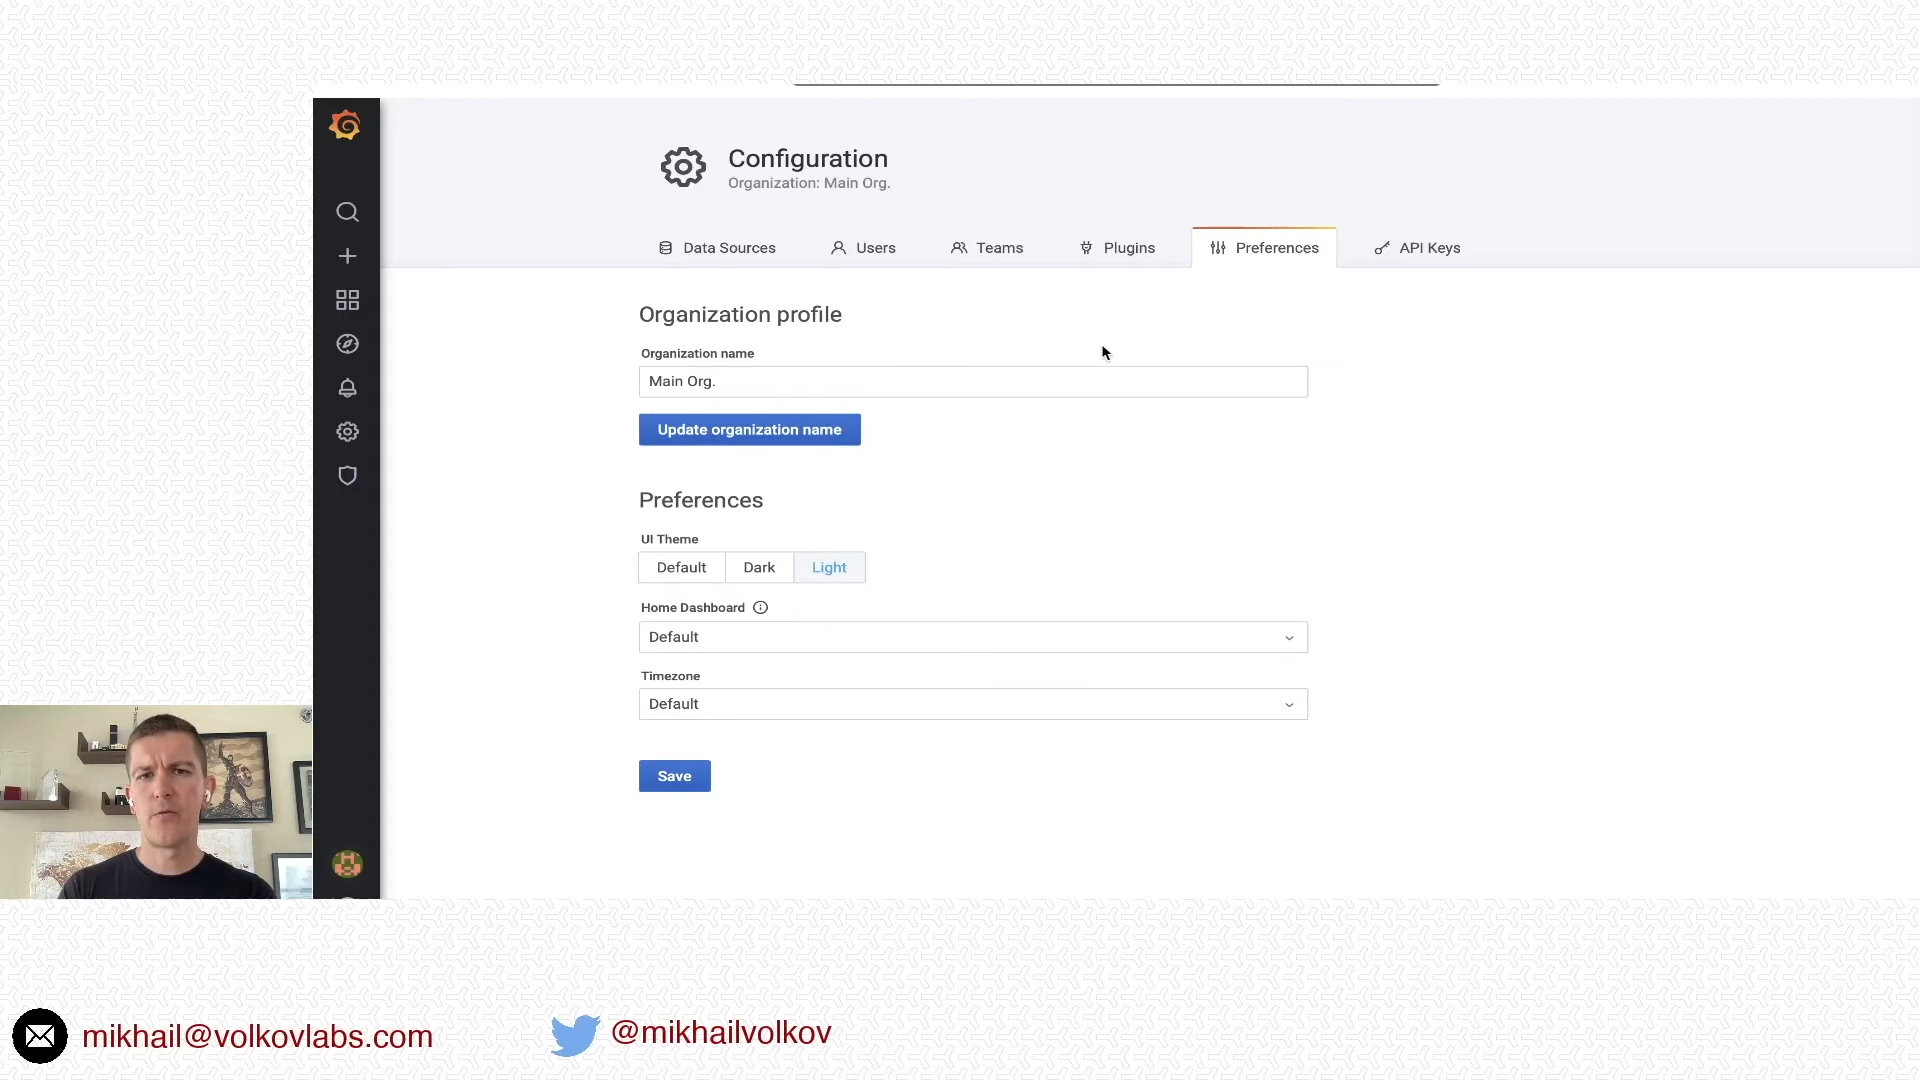 Configuration
Organization: Main Org.
Data Sources Users Teams Plugins Preferences API Keys
Organization profile
Organization name
Main Org.
Update organization name
Preferences
UI Theme
Default Dark Light
Home Dashboard
Default
Timezone
Default
Save
mikhail@volkovlabs.com @mikhailvolkov